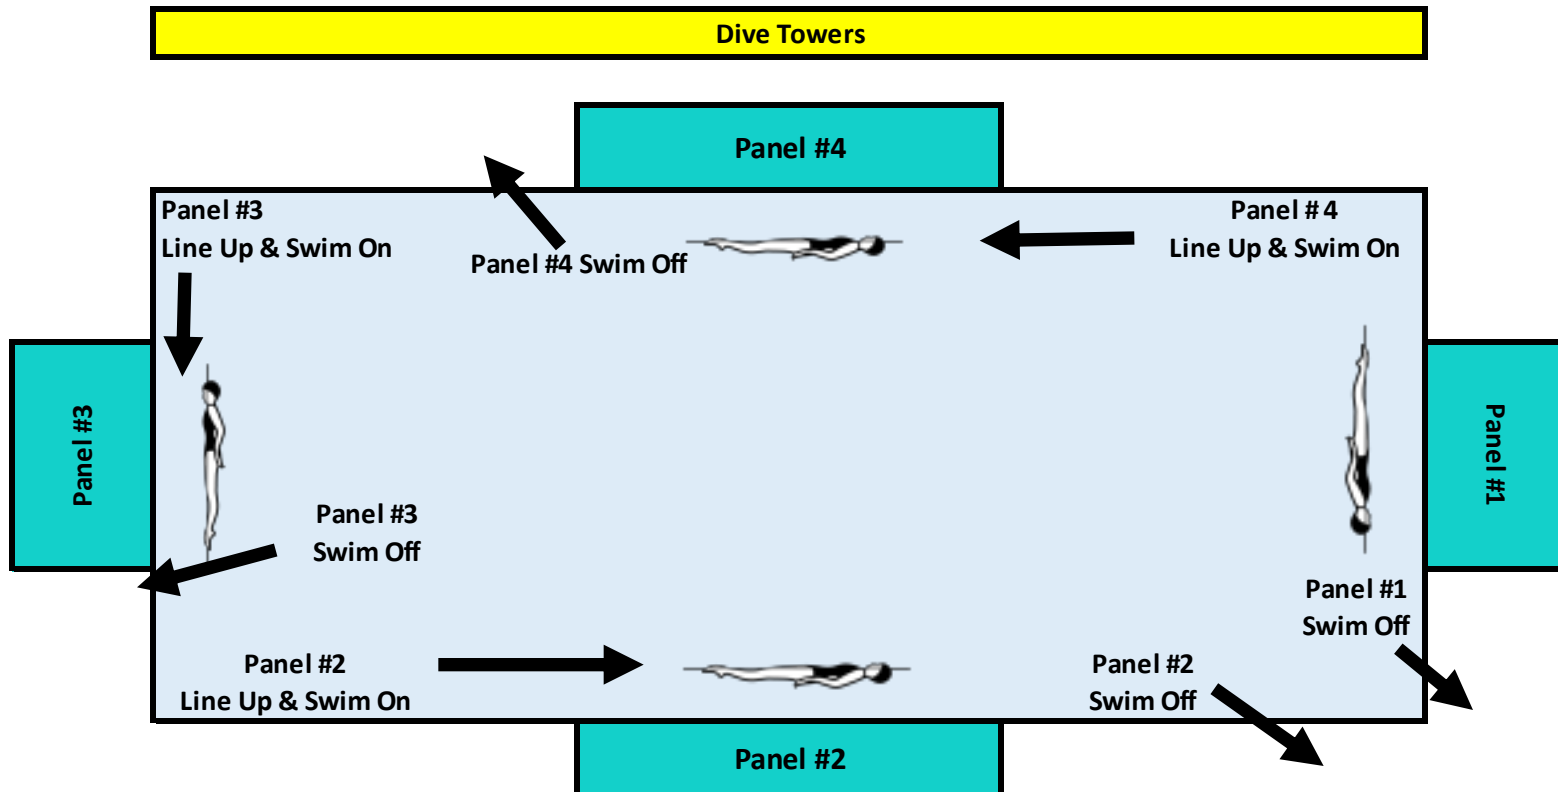 Dive Towers
Panel #4
Panel #3
Line Up & Swim On
Panel # 4
Line Up & Swim On
Panel #4 Swim Off
Panel #3
Panel #1
Panel #3
Swim Off
Panel #1
Swim Off
Panel #2
Line Up & Swim On
Panel #2
Swim Off
Panel #2